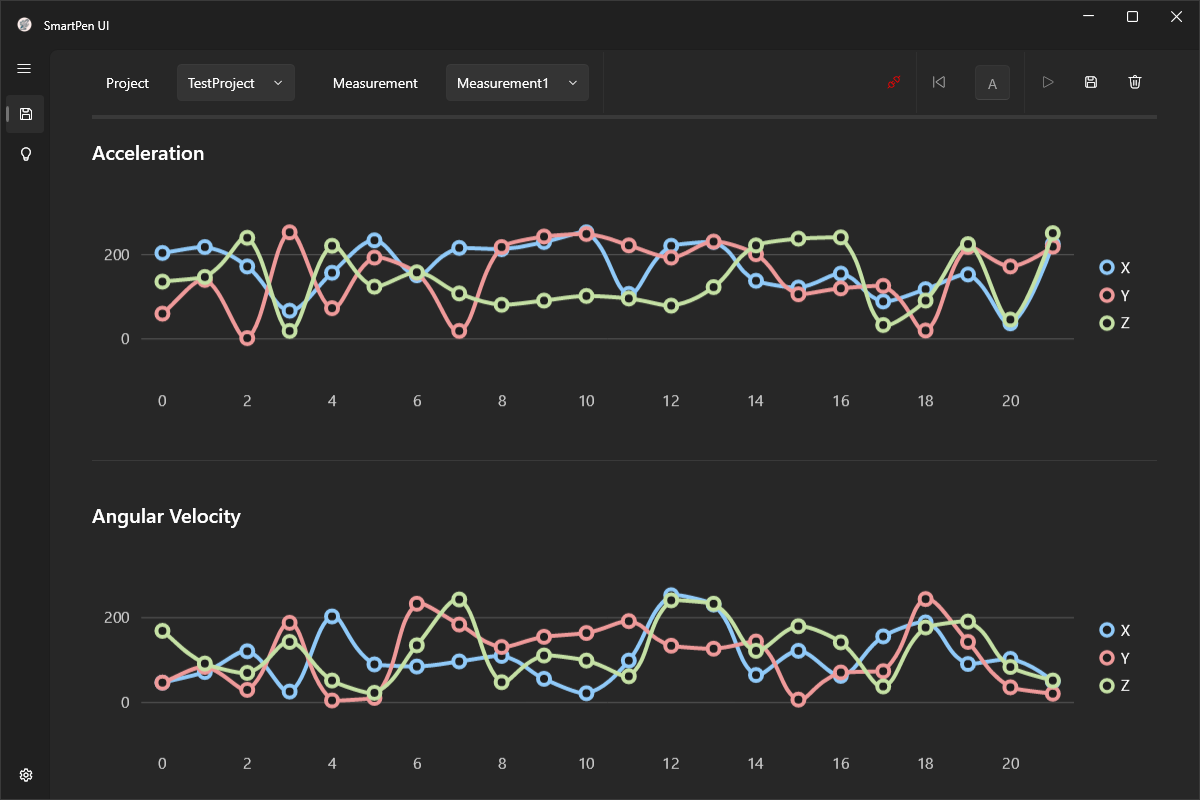 SmartPen UI
Project TestProject Measurement Measurement1 A
Acceleration
200
0
X
Y
Z
0 2 4 6 8 10 12 14 16 18 20
Angular Velocity
200
0
X
Y
Z
0 2 4 6 8 10 12 14 16 18 20